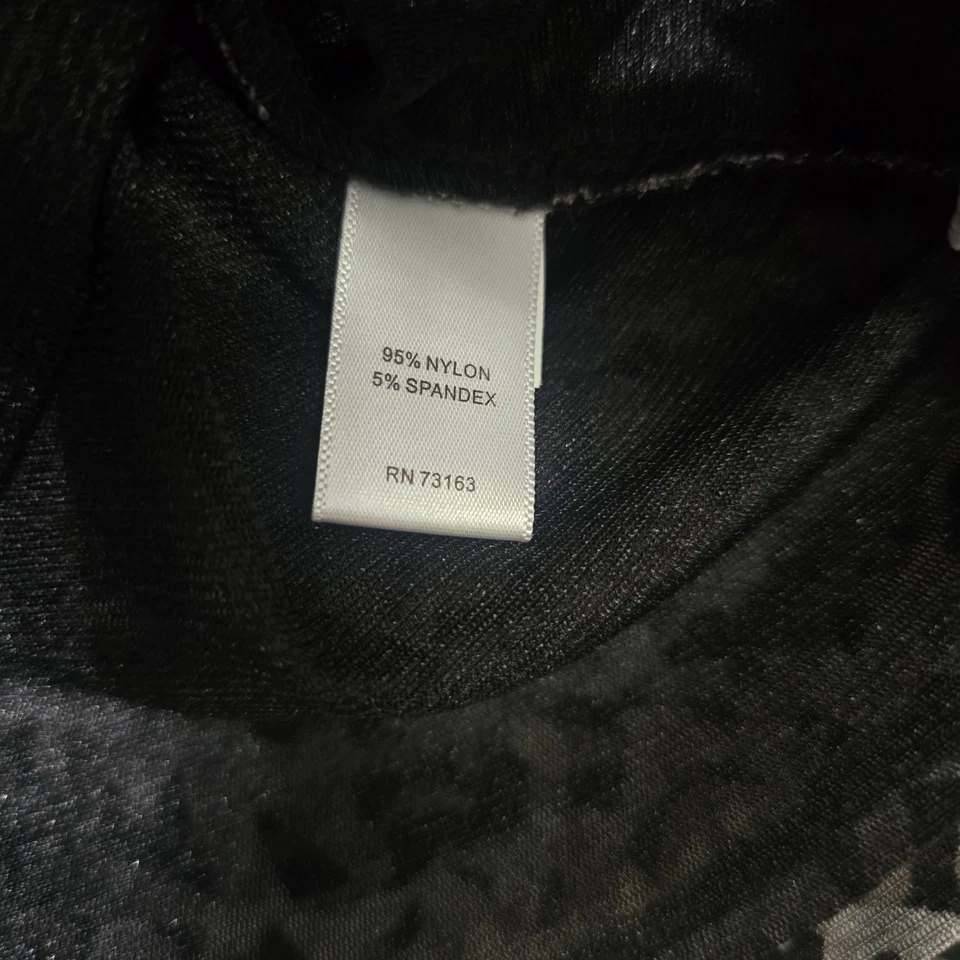 95% NYLON
5% SPANDEX
RN 73163